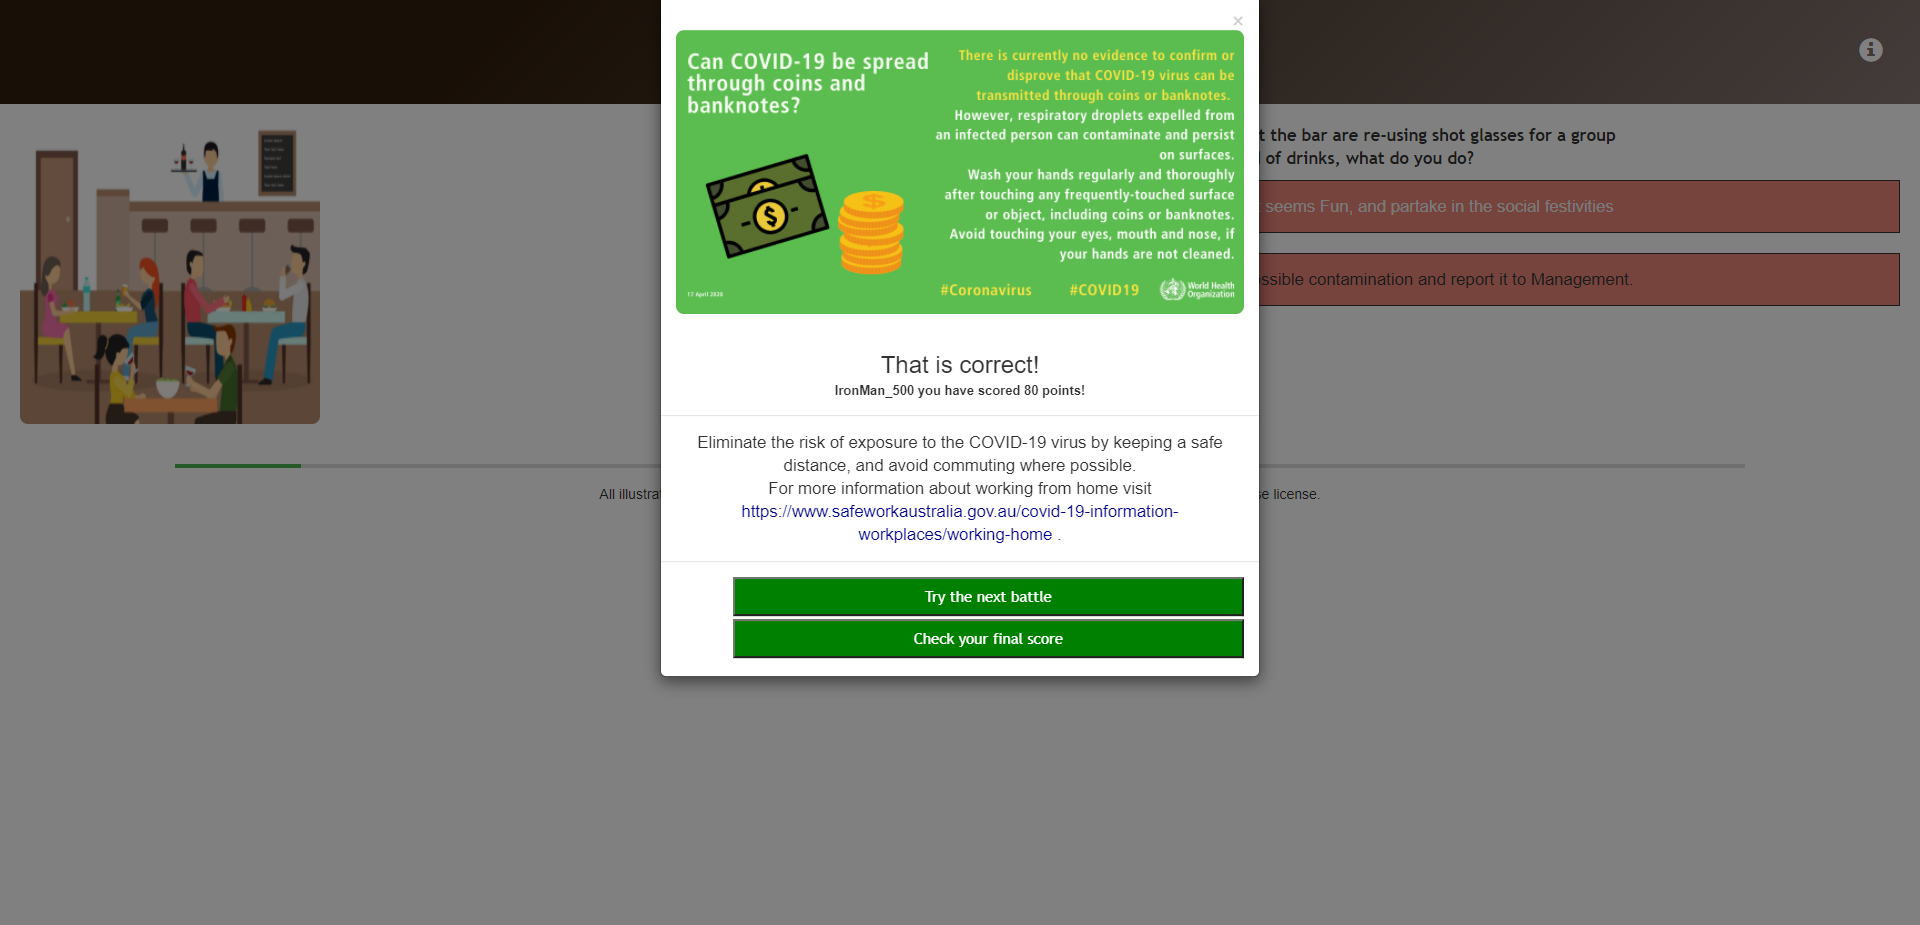 ×
Can COVID-19 be spread
through coins and
banknotes?
There is currently no evidence to confirm or
disprove that COVID-19 virus can be
transmitted through coins or banknotes.
However, respiratory droplets expelled from
an infected person can contaminate and persist
on surfaces.
Wash your hands regularly and thoroughly
after touching any frequently-touched surface
or object, including coins or banknotes.
Avoid touching your eyes, mouth and nose, if
your hands are not cleaned.
17 April 2020
#Coronavirus #COVID19 World Health
Organization
That is correct!
IronMan_500 you have scored 80 points!
Eliminate the risk of exposure to the COVID-19 virus by keeping a safe
distance, and avoid commuting where possible.
For more information about working from home visit
https://www.safeworkaustralia.gov.au/covid-19-information-
workplaces/working-home .
Try the next battle
Check your final score
the bar are re-using shot glasses for a group
of drinks, what do you do?
seems Fun, and partake in the social festivities
contamination and report it to Management.
All
license.